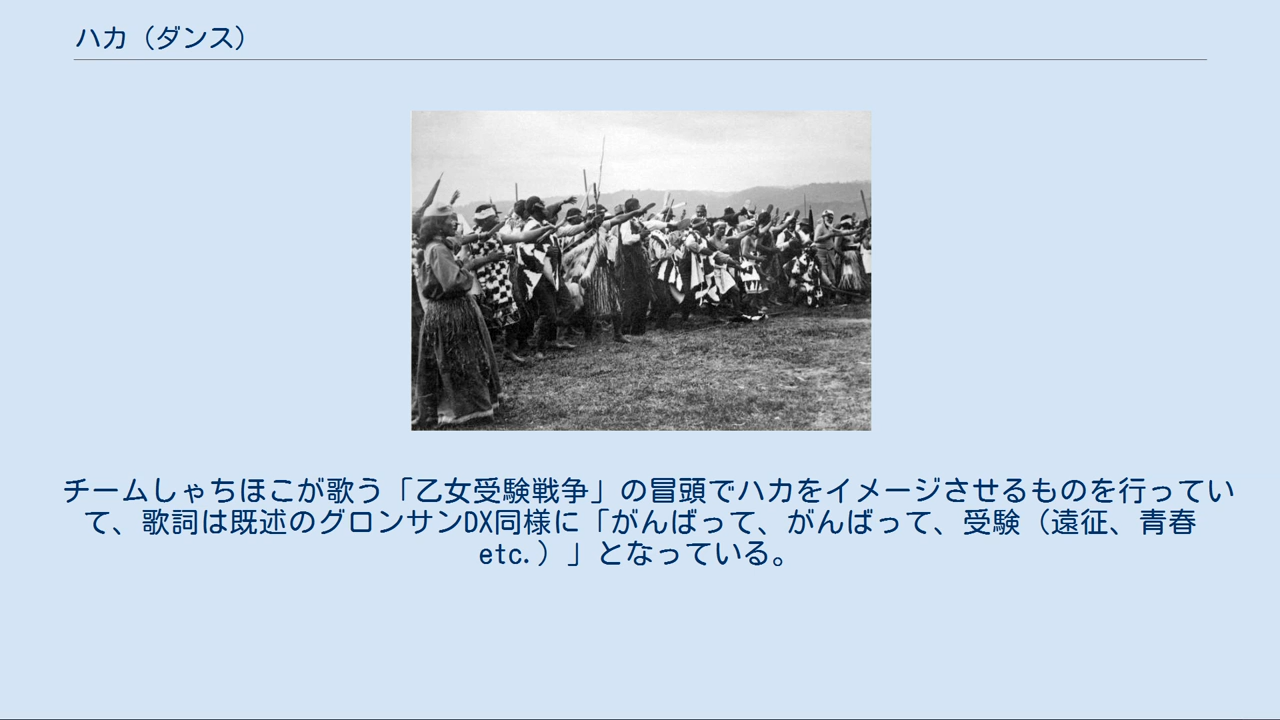 ハカ（ダンス）
チームしゃちほこが歌う「乙女受験戦争」の冒頭でハカをイメージさせるものを行ってい
て、歌詞は既述のグロンサンDX同様に「がんばって、がんばって、受験（遠征、青春
etc.）」となっている。